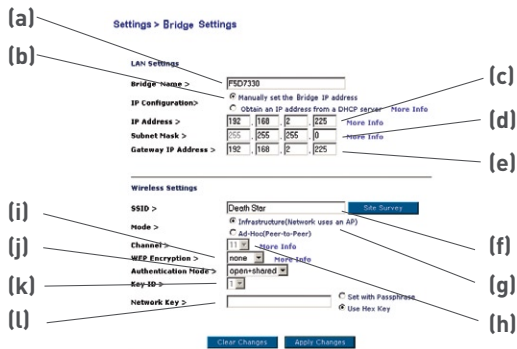 (a)
Settings > Bridge Settings
(b)
LAN Settings
Bridge Name > F5D7330
(c)
IP Configuration> Manually set the Bridge IP address
Obtain an IP address from a DHCP server More Info
IP Address > 192 . 168 . 2 . 225 More Info
(d)
Subnet Mask > 255 . 255 . 255 . 0 More Info
Gateway IP Address > 192 . 168 . 2 . 225
(e)
Wireless Settings
(i)
SSID > Death Star Site Survey
Mode > Infrastructure(Network uses an AP)
Ad-Hoc(Peer-to-Peer)
(f)
(j)
Channel > 11 More Info
WEP Encryption > none More Info
(g)
Authentication Mode > open+shared
(k)
Key ID > 1
(h)
(l)
Network Key > Set with Passphrase
Use Hex Key
Clear Changes Apply Changes